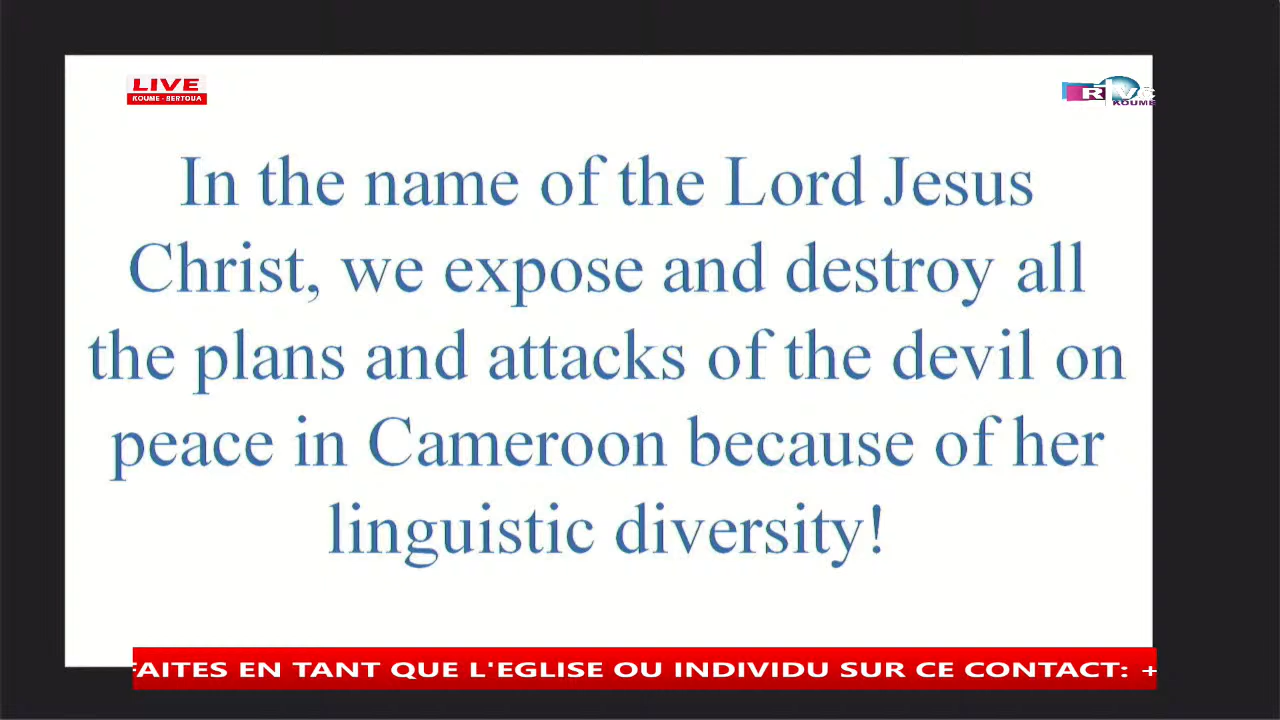 LIVE
KOUME - BERTOUA
KOUME
In the name of the Lord Jesus
Christ, we expose and destroy all
the plans and attacks of the devil on
peace in Cameroon because of her
linguistic diversity!
FAITES EN TANT QUE L'EGLISE OU INDIVIDU SUR CE CONTACT: +